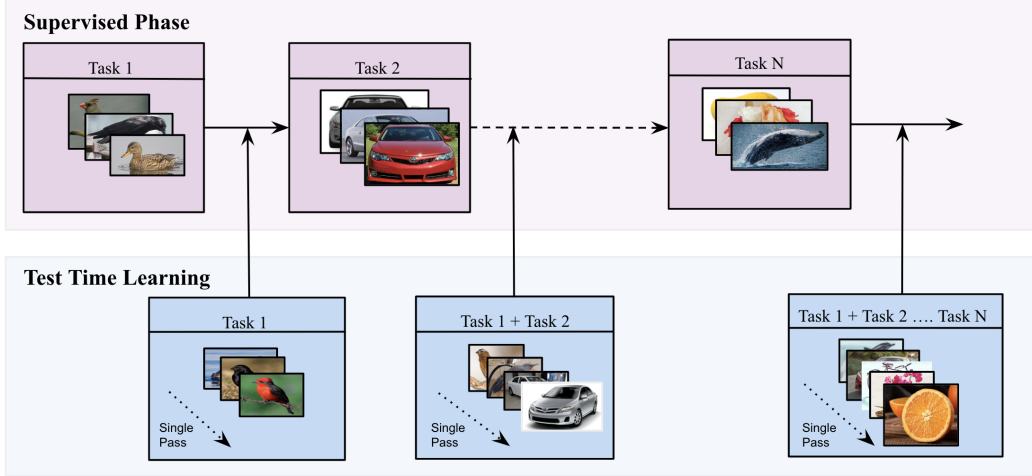 Supervised Phase
Task 1
Task 2
Task N
Test Time Learning
Task 1
Single
Pass
Task 1 + Task 2
Single
Pass
Task 1 + Task 2 .... Task N
Single
Pass